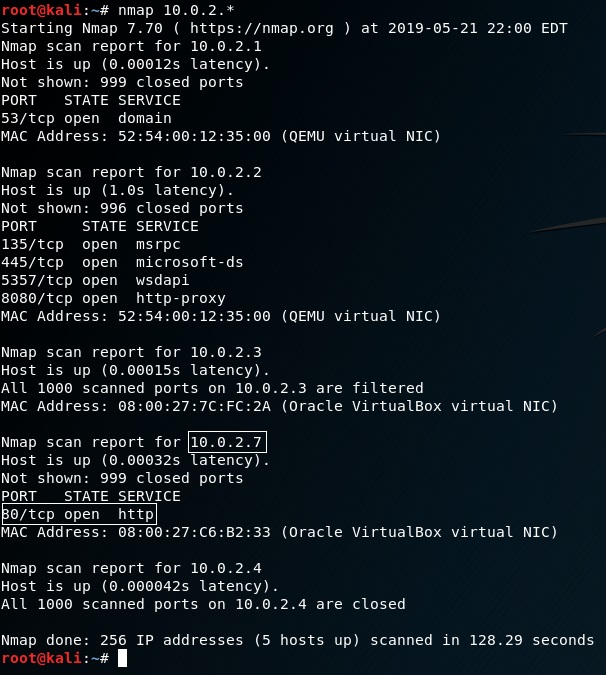 root@kali:~# nmap 10.0.2.*
Starting Nmap 7.70 ( https://nmap.org ) at 2019-05-21 22:00 EDT
Nmap scan report for 10.0.2.1
Host is up (0.00012s latency).
Not shown: 999 closed ports
PORT   STATE SERVICE
53/tcp open  domain
MAC Address: 52:54:00:12:35:00 (QEMU virtual NIC)

Nmap scan report for 10.0.2.2
Host is up (1.0s latency).
Not shown: 996 closed ports
PORT     STATE SERVICE
135/tcp  open  msrpc
445/tcp  open  microsoft-ds
5357/tcp open  wsdapi
8080/tcp open  http-proxy
MAC Address: 52:54:00:12:35:00 (QEMU virtual NIC)

Nmap scan report for 10.0.2.3
Host is up (0.00015s latency).
All 1000 scanned ports on 10.0.2.3 are filtered
MAC Address: 08:00:27:7C:FC:2A (Oracle VirtualBox virtual NIC)

Nmap scan report for 10.0.2.7
Host is up (0.00032s latency).
Not shown: 999 closed ports
PORT   STATE SERVICE
80/tcp open  http
MAC Address: 08:00:27:C6:B2:33 (Oracle VirtualBox virtual NIC)

Nmap scan report for 10.0.2.4
Host is up (0.000042s latency).
All 1000 scanned ports on 10.0.2.4 are closed

Nmap done: 256 IP addresses (5 hosts up) scanned in 128.29 seconds
root@kali:~#